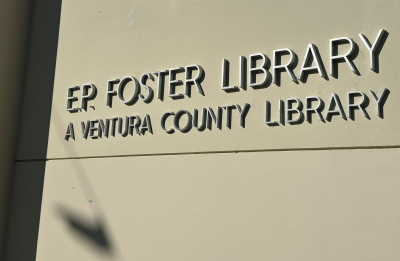 E.P. FOSTER LIBRARY
A VENTURA COUNTY LIBRARY